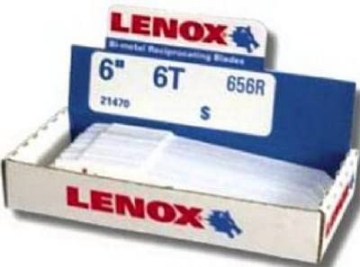 LENOX
Bi-metal Reciprocating Blades
6" 6T 656R
21470 $
LENOX